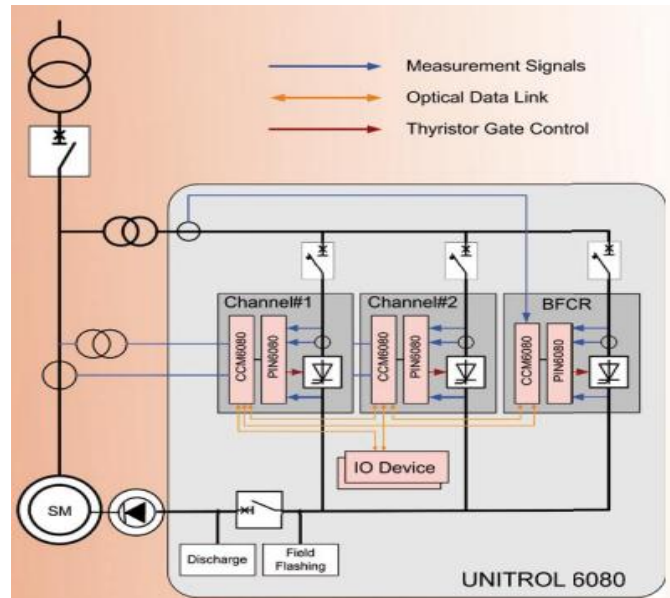 Measurement Signals
Optical Data Link
Thyristor Gate Control
Channel#1
Channel#2
BFCR
CCM6080
PIN6080
CCM6080
PIN6080
CCM6080
PIN6080
IO Device
SM
Discharge
Field
Flashing
UNITROL 6080